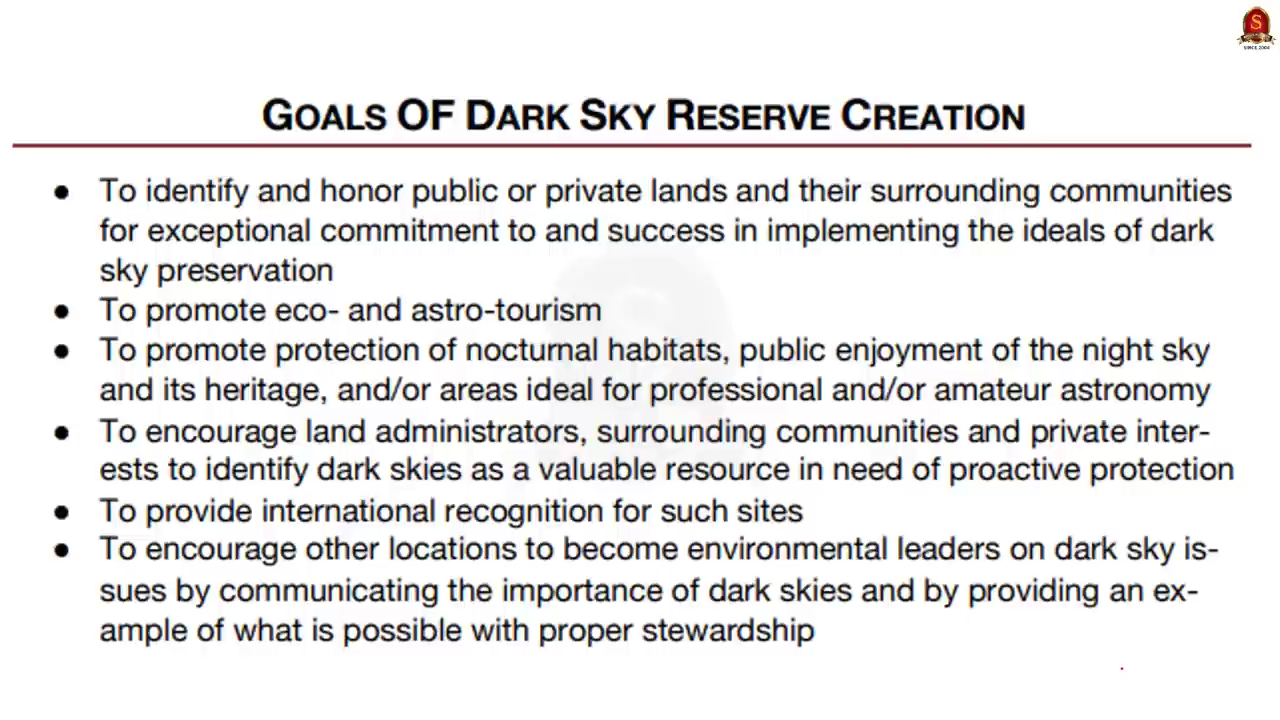 S
SINCE 2004
GOALS OF DARK SKY RESERVE CREATION
● To identify and honor public or private lands and their surrounding communities
for exceptional commitment to and success in implementing the ideals of dark
sky preservation
● To promote eco- and astro-tourism
● To promote protection of nocturnal habitats, public enjoyment of the night sky
and its heritage, and/or areas ideal for professional and/or amateur astronomy
● To encourage land administrators, surrounding communities and private inter-
ests to identify dark skies as a valuable resource in need of proactive protection
● To provide international recognition for such sites
● To encourage other locations to become environmental leaders on dark sky is-
sues by communicating the importance of dark skies and by providing an ex-
ample of what is possible with proper stewardship